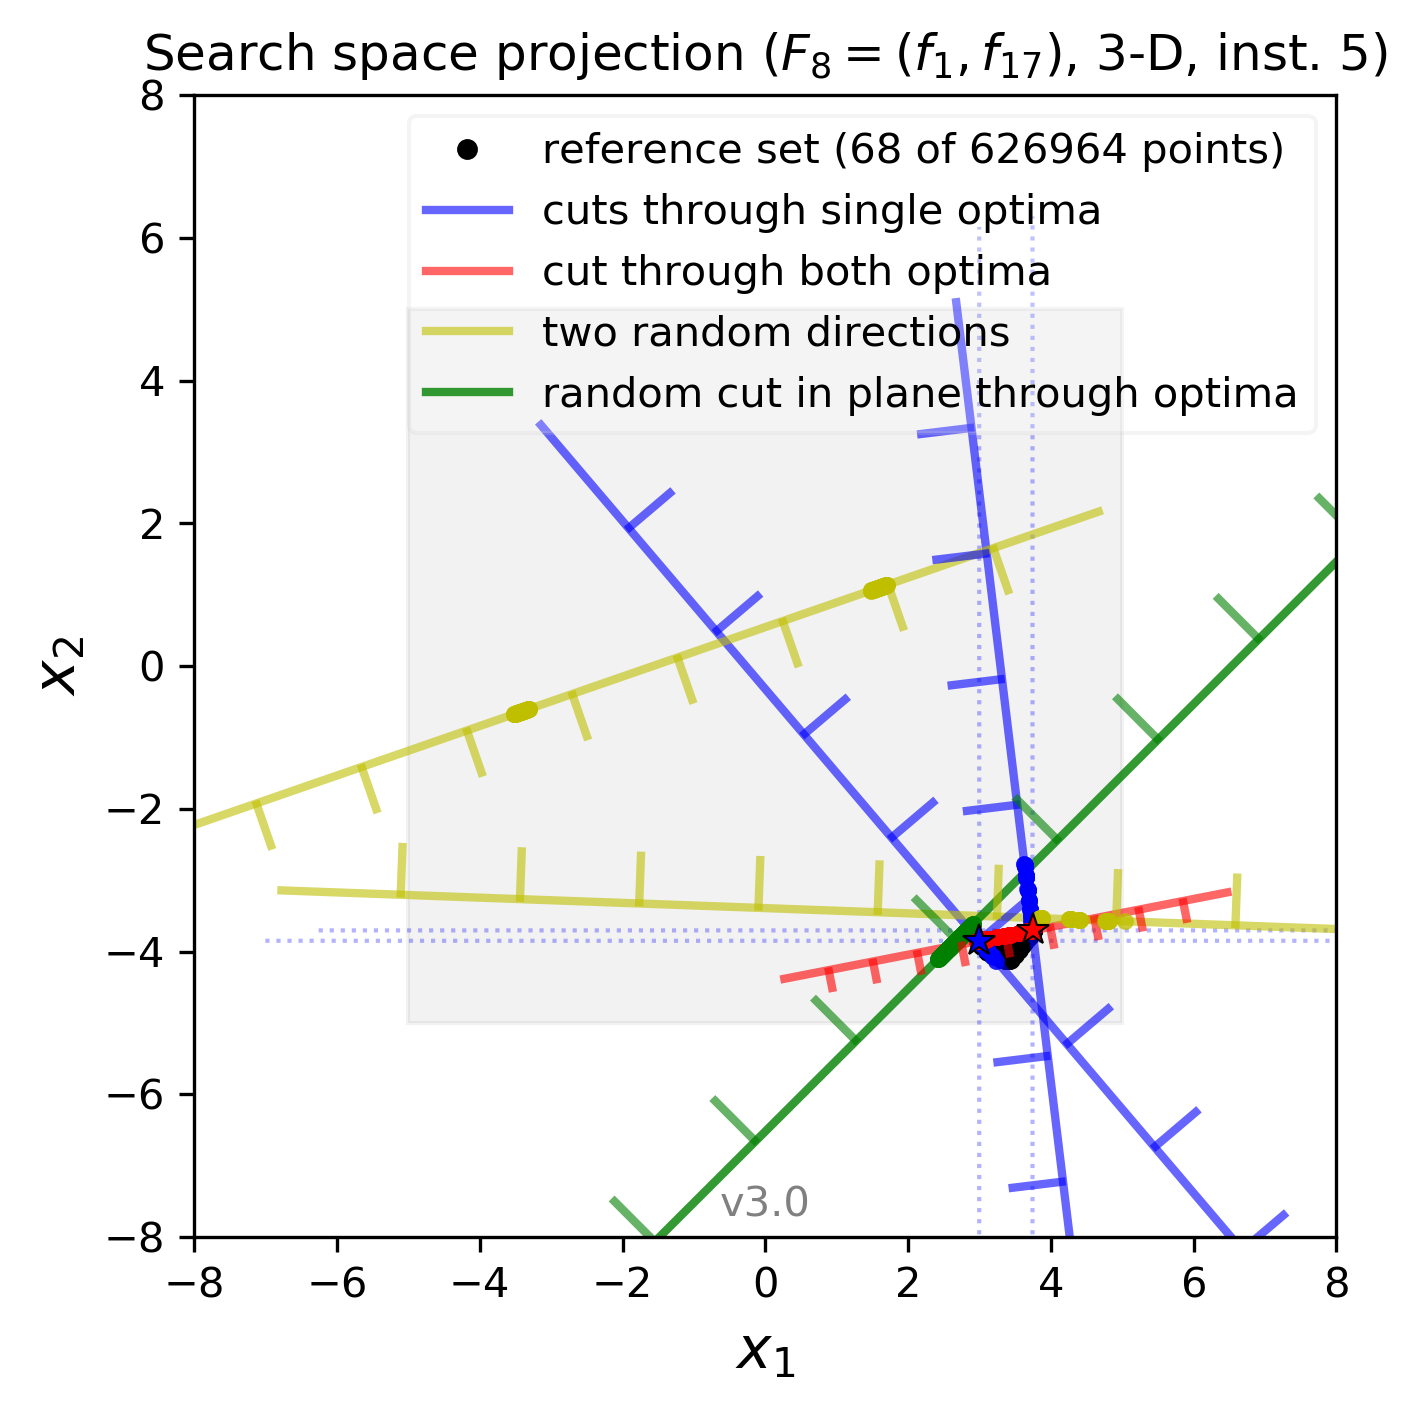 Search space projection (F₈ = (f₁, f₁₇), 3-D, inst. 5)
8
6
4
2
0
−2
−4
−6
−8
x₂
reference set (68 of 626964 points)
cuts through single optima
cut through both optima
two random directions
random cut in plane through optima
v3.0
−8 −6 −4 −2 0 2 4 6 8
x₁